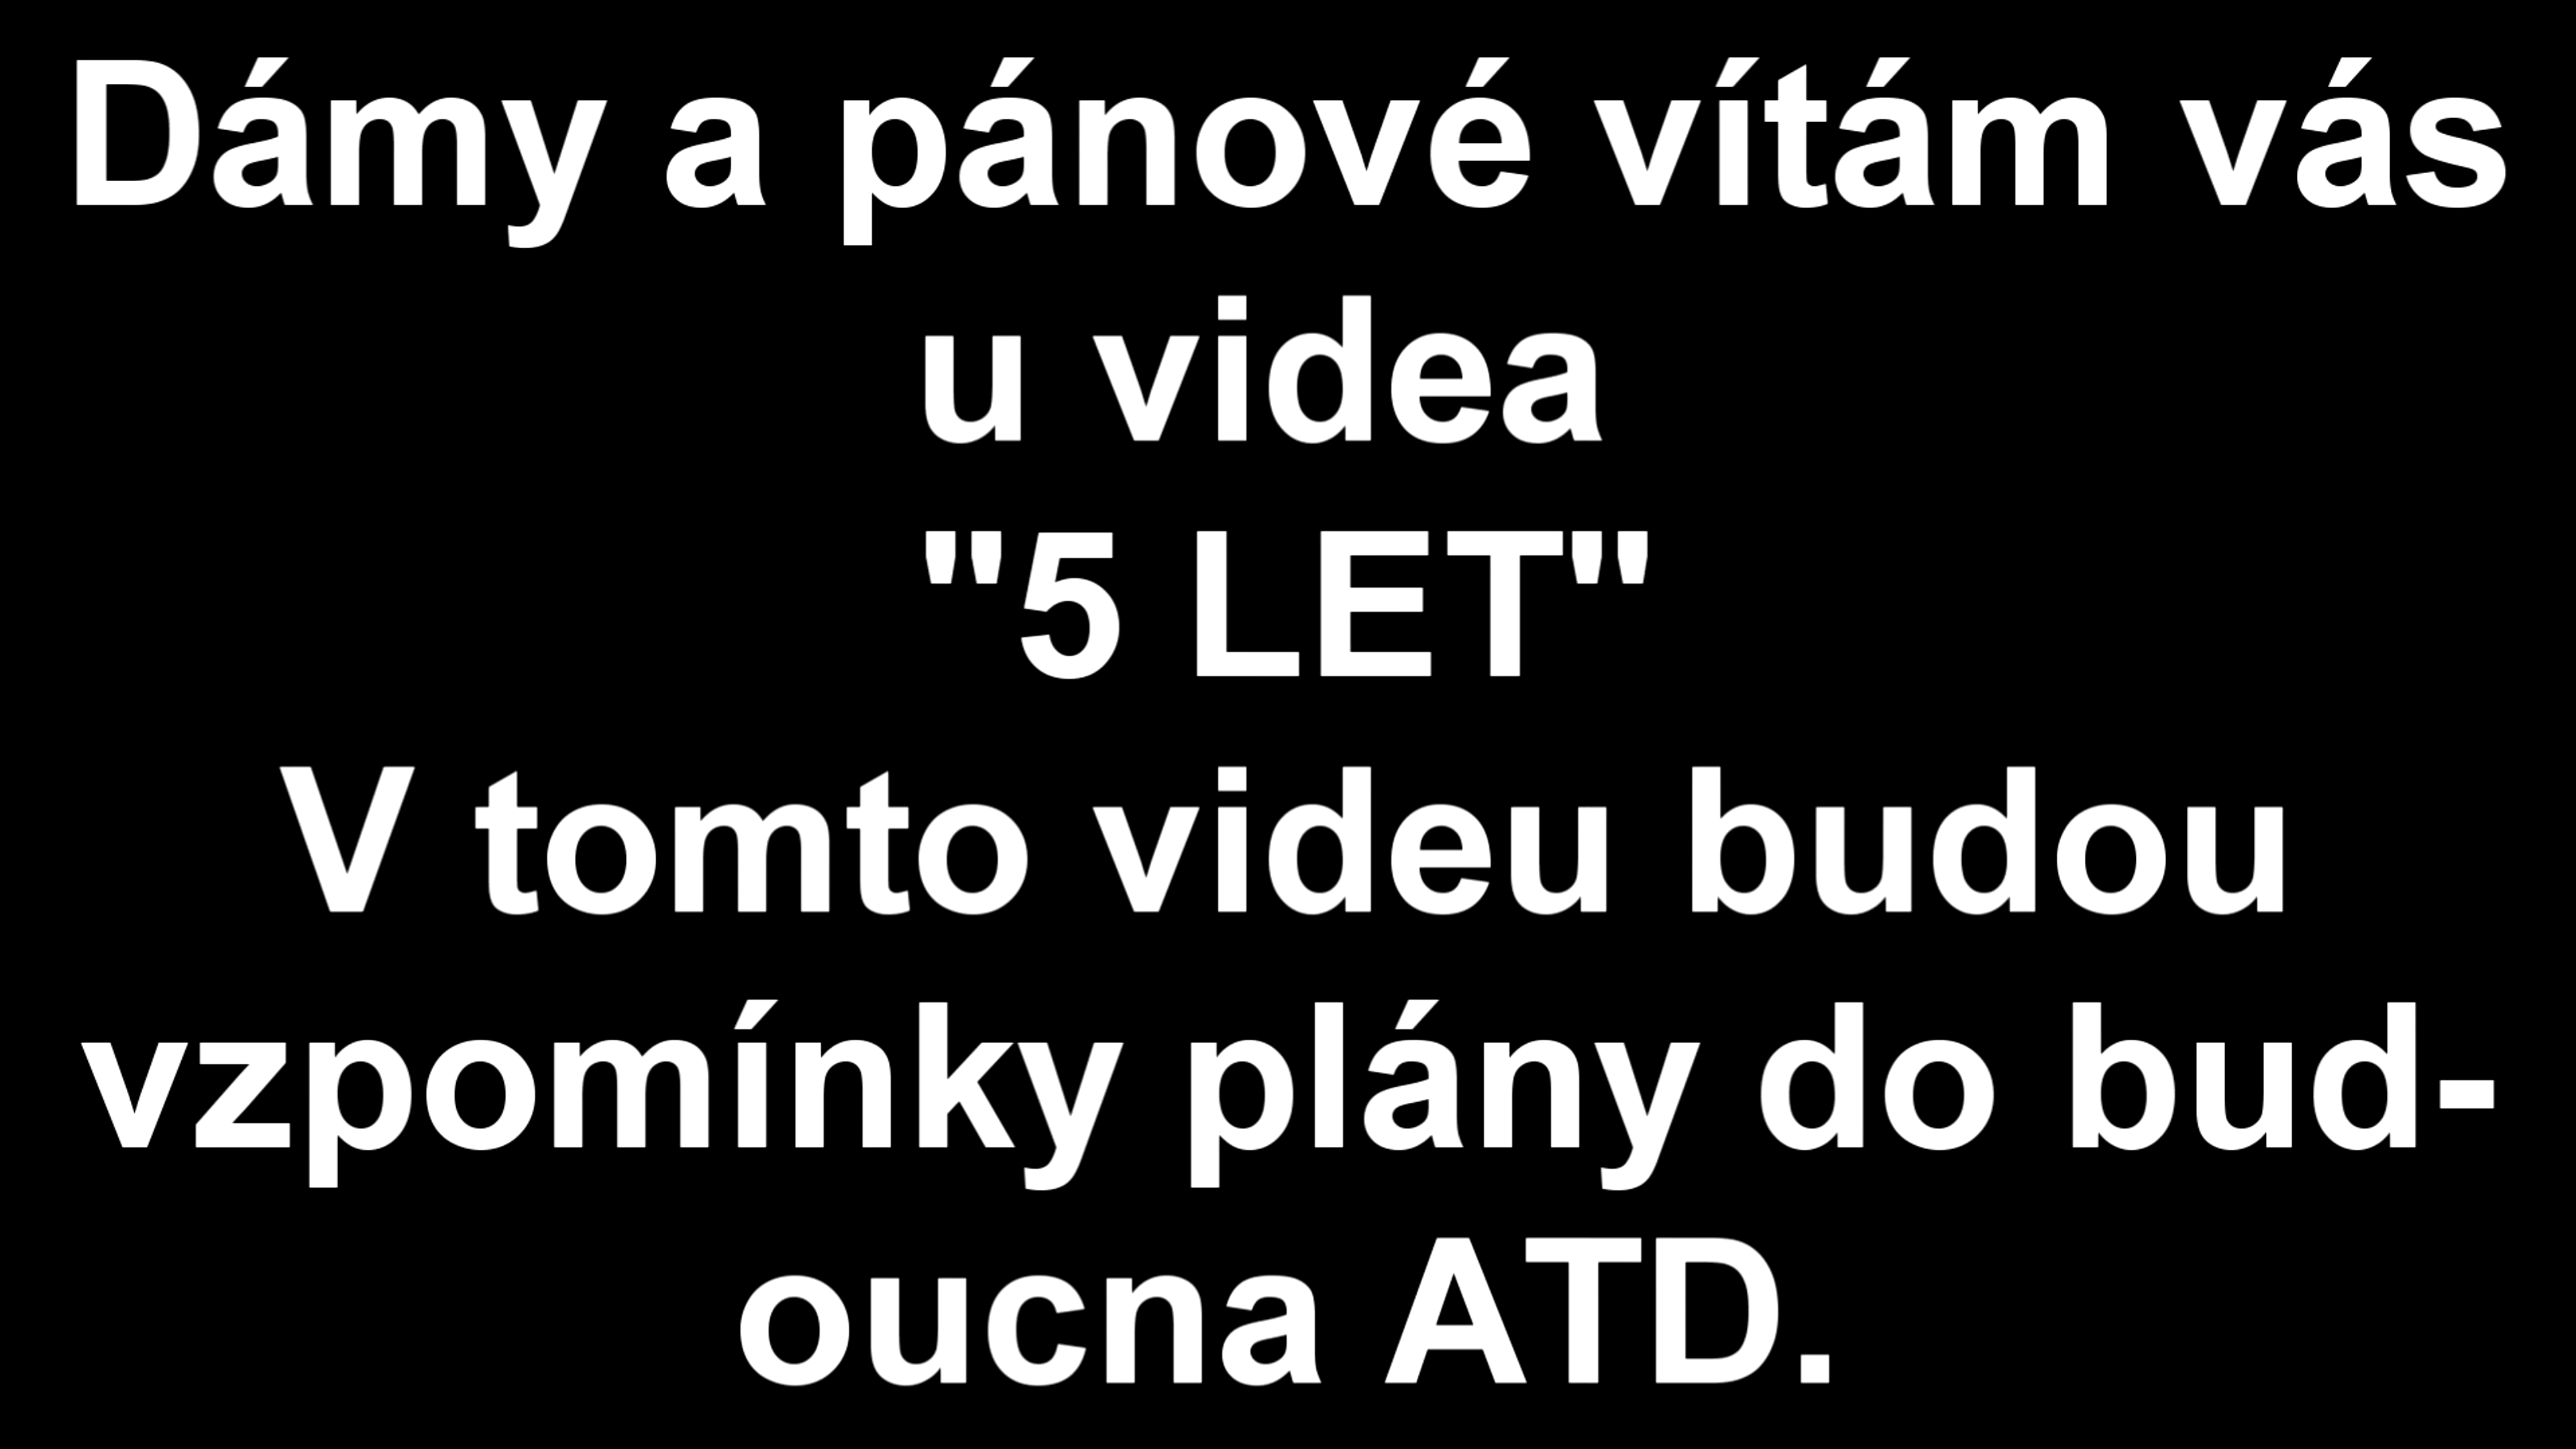 Dámy a pánové vítám vás
u videa
"5 LET"
V tomto videu budou
vzpomínky plány do bud-
oucna ATD.